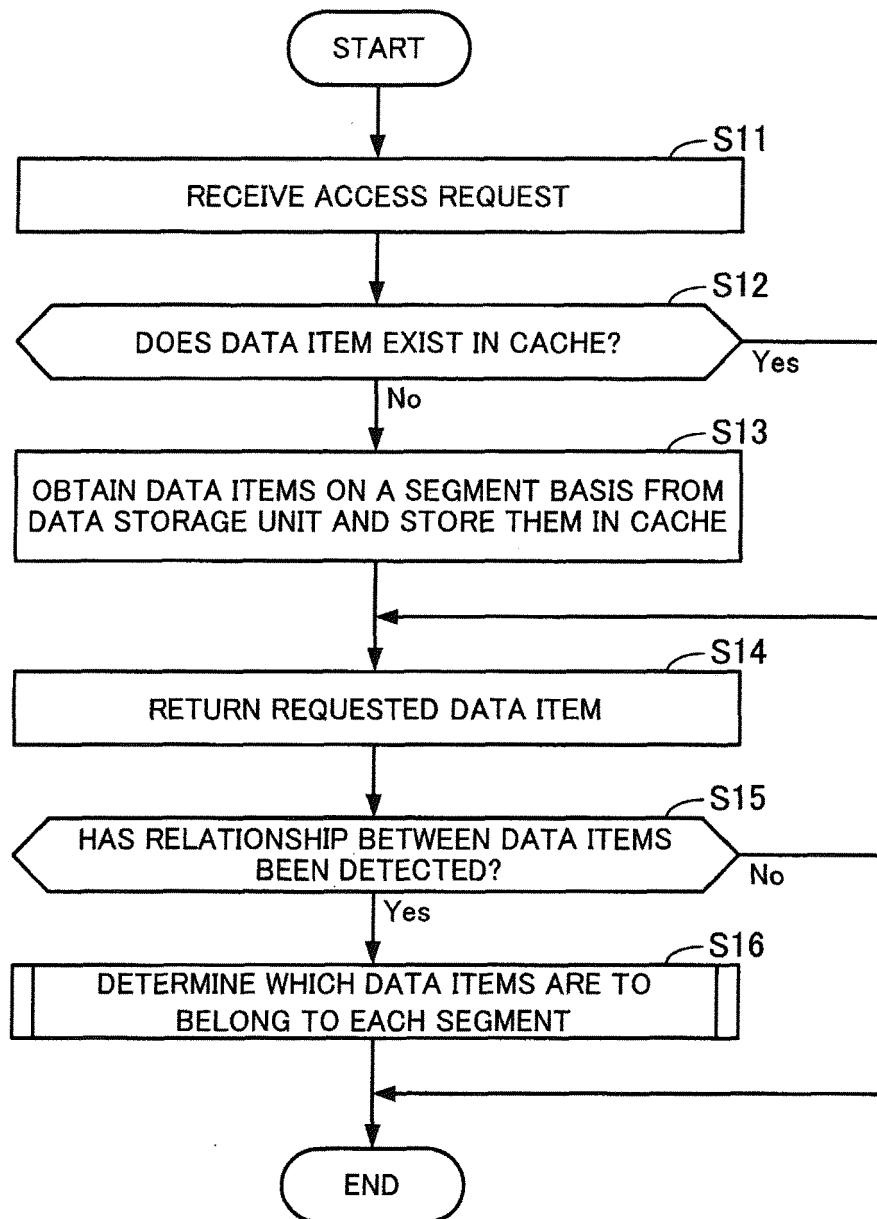 START
S11
RECEIVE ACCESS REQUEST
S12
DOES DATA ITEM EXIST IN CACHE?
Yes
No
S13
OBTAIN DATA ITEMS ON A SEGMENT BASIS FROM
DATA STORAGE UNIT AND STORE THEM IN CACHE
S14
RETURN REQUESTED DATA ITEM
S15
HAS RELATIONSHIP BETWEEN DATA ITEMS
BEEN DETECTED?
No
Yes
S16
DETERMINE WHICH DATA ITEMS ARE TO
BELONG TO EACH SEGMENT
END